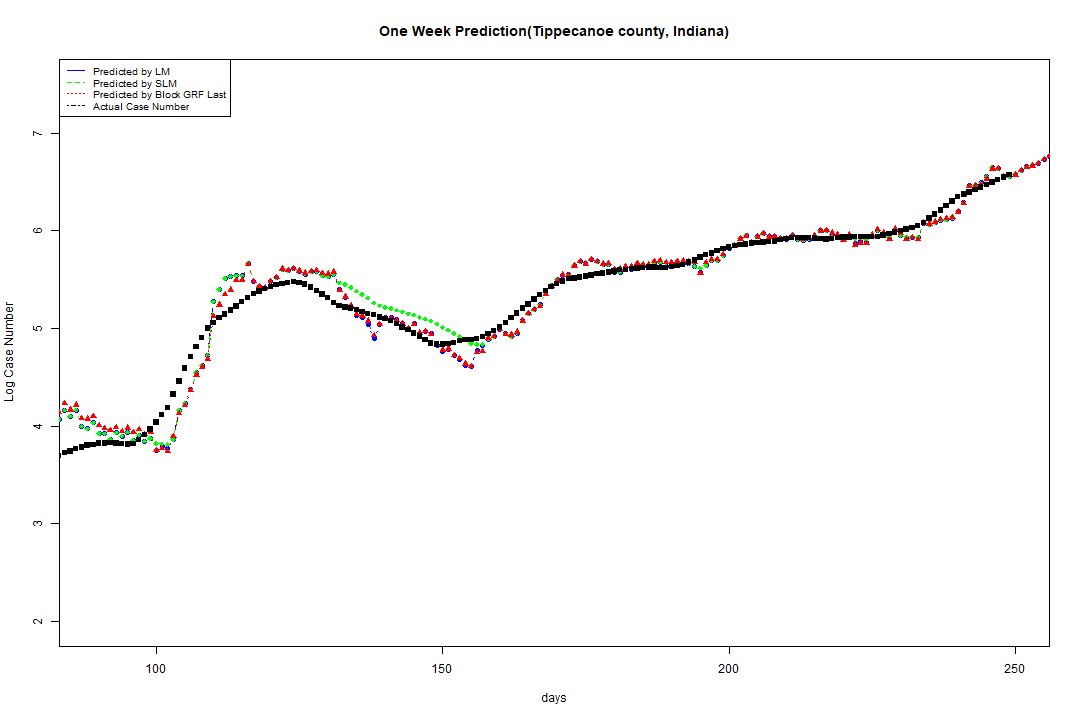 One Week Prediction(Tippecanoe county, Indiana)
Predicted by LM
Predicted by SLM
Predicted by Block GRF Last
Actual Case Number
7
6
5
4
3
2
Log Case Number
100 150 200 250
days